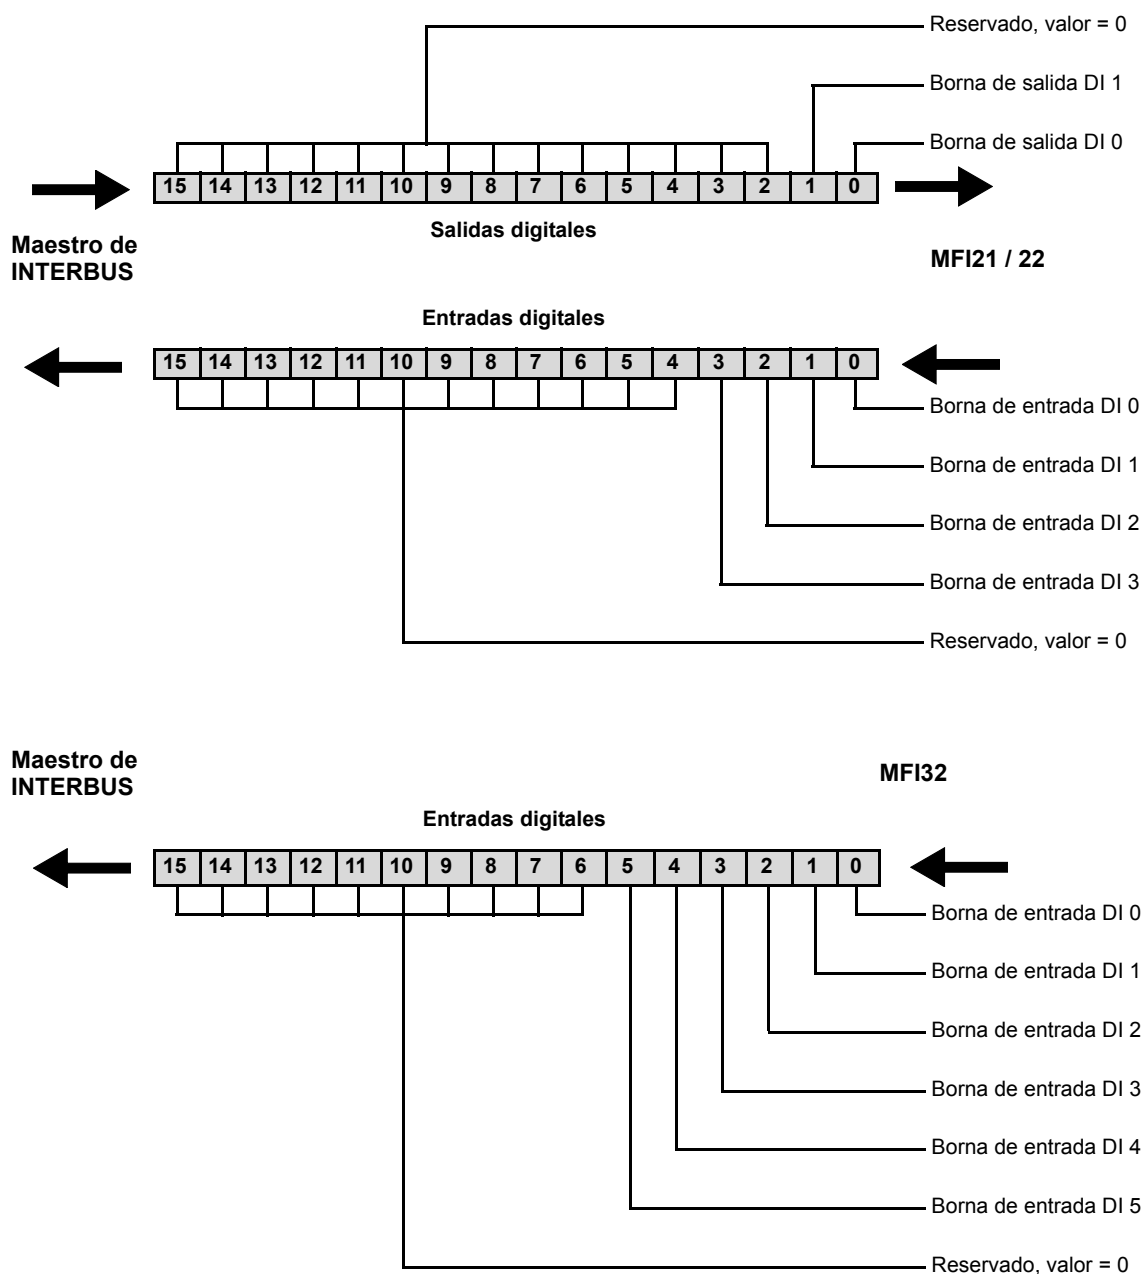 Reservado, valor = 0
Borna de salida DI 1
Borna de salida DI 0
15 14 13 12 11 10 9 8 7 6 5 4 3 2 1 0
Salidas digitales
Maestro de
INTERBUS
MFI21 / 22
Entradas digitales
15 14 13 12 11 10 9 8 7 6 5 4 3 2 1 0
Borna de entrada DI 0
Borna de entrada DI 1
Borna de entrada DI 2
Borna de entrada DI 3
Reservado, valor = 0
Maestro de
INTERBUS
MFI32
Entradas digitales
15 14 13 12 11 10 9 8 7 6 5 4 3 2 1 0
Borna de entrada DI 0
Borna de entrada DI 1
Borna de entrada DI 2
Borna de entrada DI 3
Borna de entrada DI 4
Borna de entrada DI 5
Reservado, valor = 0